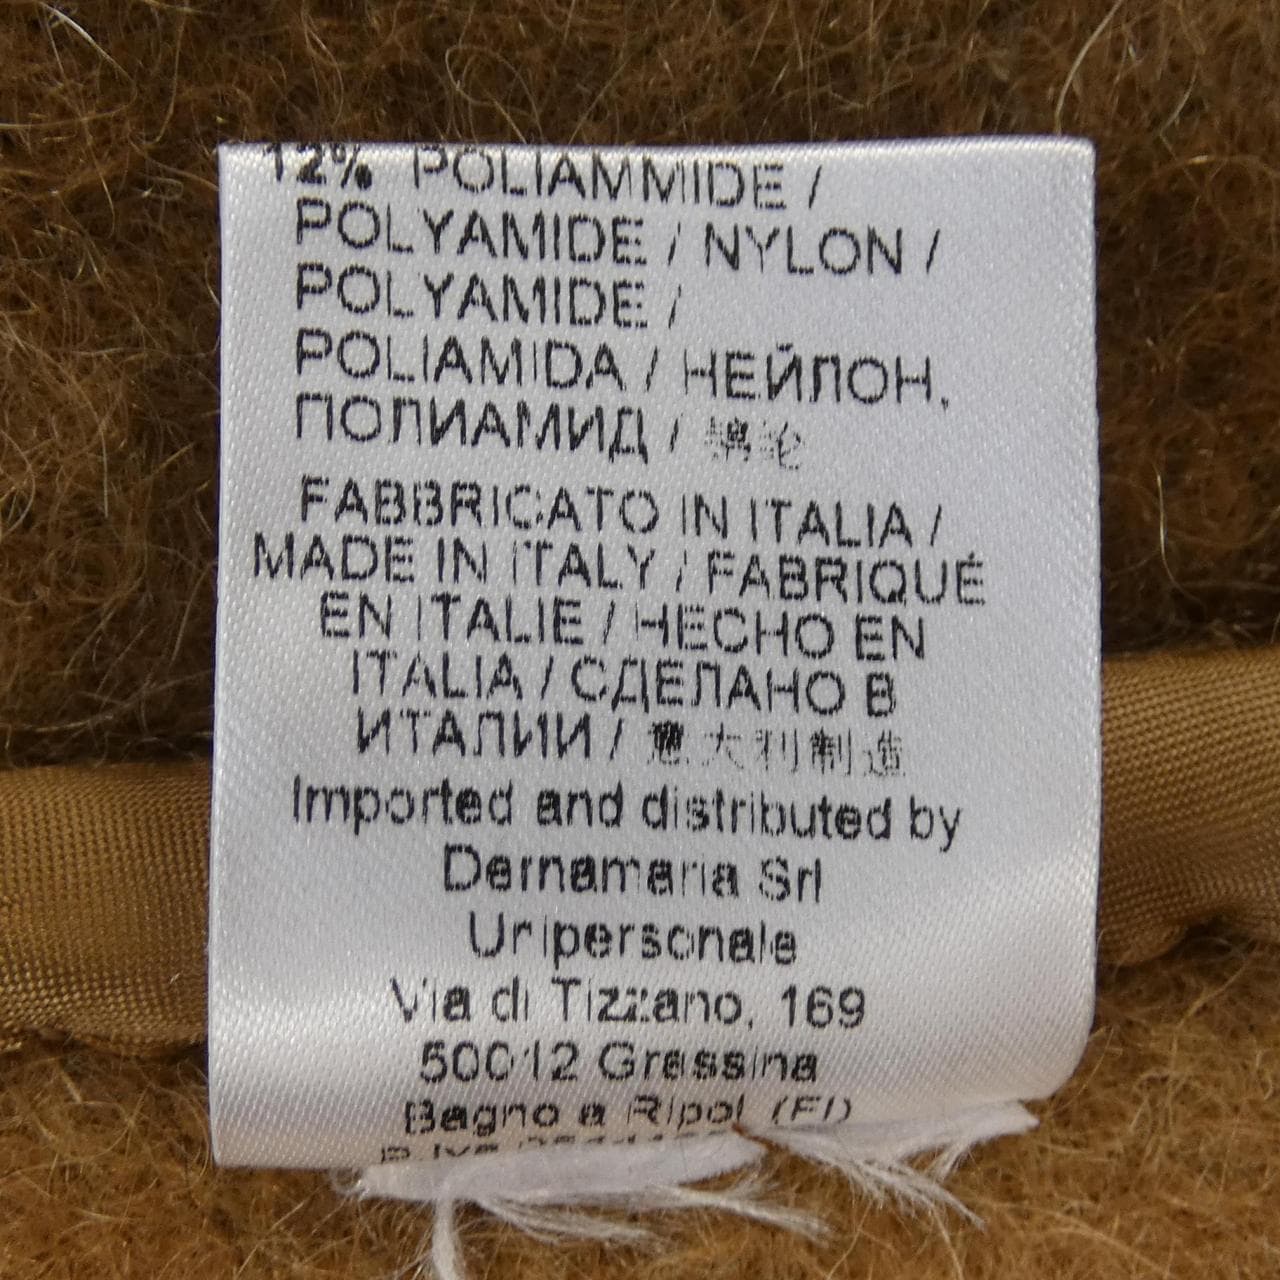 12% POLIAMMIDE /
POLYAMIDE / NYLON /
POLYAMIDE /
POLIAMIDA / НЕЙЛОН,
ПОЛИАМИД /
FABBRICATO IN ITALIA /
MADE IN ITALY / FABRIQUÉ
EN ITALIE / HECHO EN
ITALIA / СДЕЛАНО В
ИТАЛИИ / 意大利制造
Imported and distributed by
Dernamaria Srl
Unipersonale
Via di Tizzano, 169
50012 Grassina
Bagno a Ripoli (FI)
P.Iva